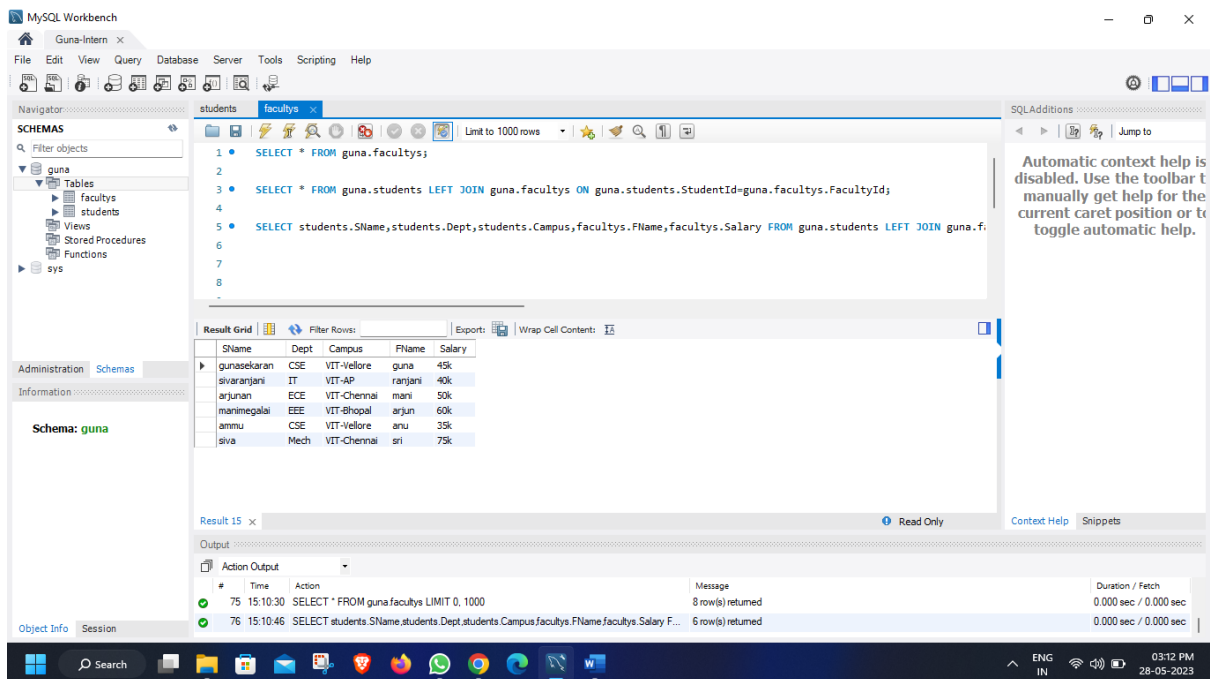 MySQL Workbench
Guna-Intern ×
File Edit View Query Database Server Tools Scripting Help
Navigator
SCHEMAS
Filter objects
guna
Tables
facultys
students
Views
Stored Procedures
Functions
sys
Administration Schemas
Information
Schema: guna
Object Info Session
students facultys ×
Limit to 1000 rows
1 SELECT * FROM guna.facultys;
2
3 SELECT * FROM guna.students LEFT JOIN guna.facultys ON guna.students.StudentId=guna.facultys.FacultyId;
4
5 SELECT students.SName,students.Dept,students.Campus,facultys.FName,facultys.Salary FROM guna.students LEFT JOIN guna.f
6
7
8
Result Grid Filter Rows: Export: Wrap Cell Content:
SName Dept Campus FName Salary
gunasekaran CSE VIT-Vellore guna 45k
sivaranjani IT VIT-AP ranjani 40k
arjunan ECE VIT-Chennai mani 50k
manimegalai EEE VIT-Bhopal arjun 60k
ammu CSE VIT-Vellore anu 35k
siva Mech VIT-Chennai sri 75k
Result 15 × Read Only
Output
Action Output
# Time Action Message Duration / Fetch
75 15:10:30 SELECT * FROM guna.facultys LIMIT 0, 1000 8 row(s) returned 0.000 sec / 0.000 sec
76 15:10:46 SELECT students.SName,students.Dept,students.Campus,facultys.FName,facultys.Salary F... 6 row(s) returned 0.000 sec / 0.000 sec
SQLAdditions
Jump to
Automatic context help is
disabled. Use the toolbar t
manually get help for the
current caret position or to
toggle automatic help.
Context Help Snippets
Search
ENG
IN
03:12 PM
28-05-2023